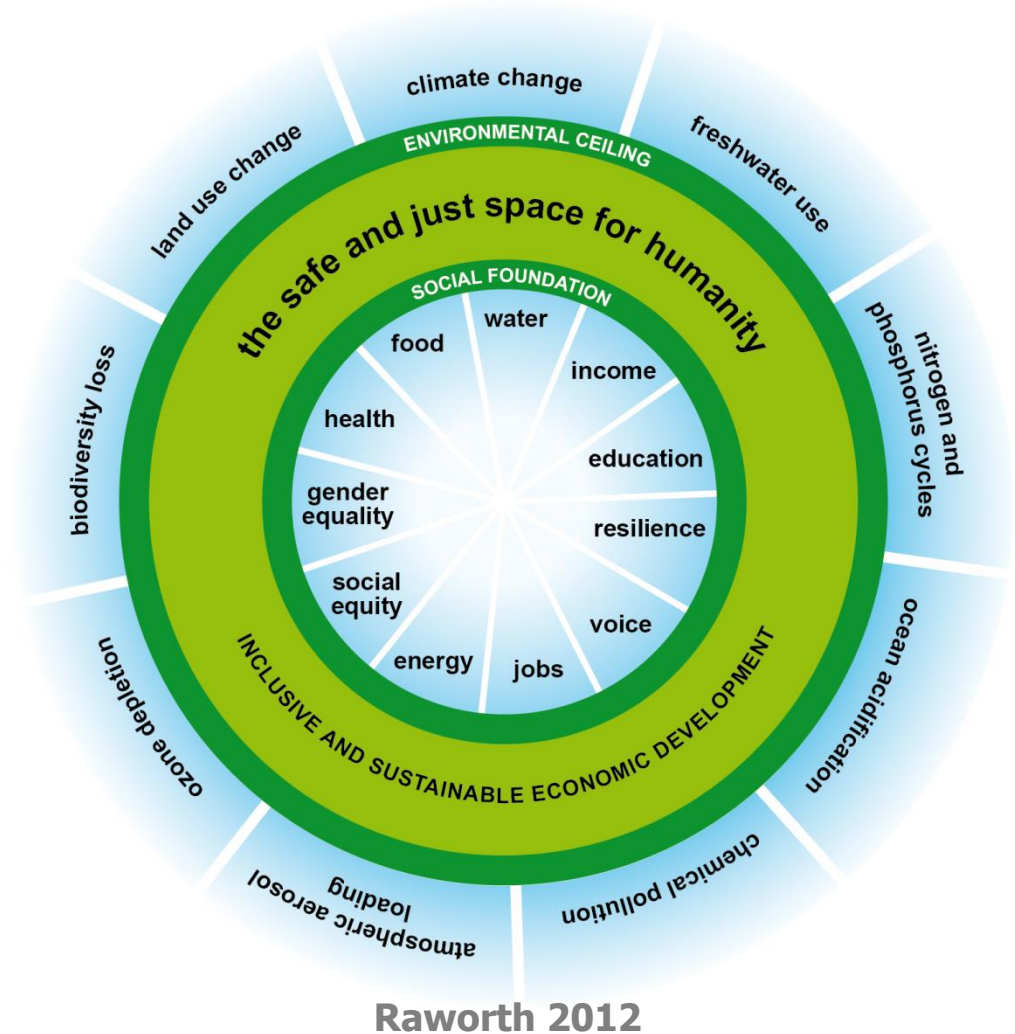 climate change
freshwater use
nitrogen and
phosphorus cycles
ocean acidification
chemical pollution
atmospheric aerosol
loading
ozone depletion
biodiversity loss
land use change
ENVIRONMENTAL CEILING
the safe and just space for humanity
SOCIAL FOUNDATION
water
income
education
resilience
voice
jobs
energy
social
equity
gender
equality
health
food
INCLUSIVE AND SUSTAINABLE ECONOMIC DEVELOPMENT
Raworth 2012